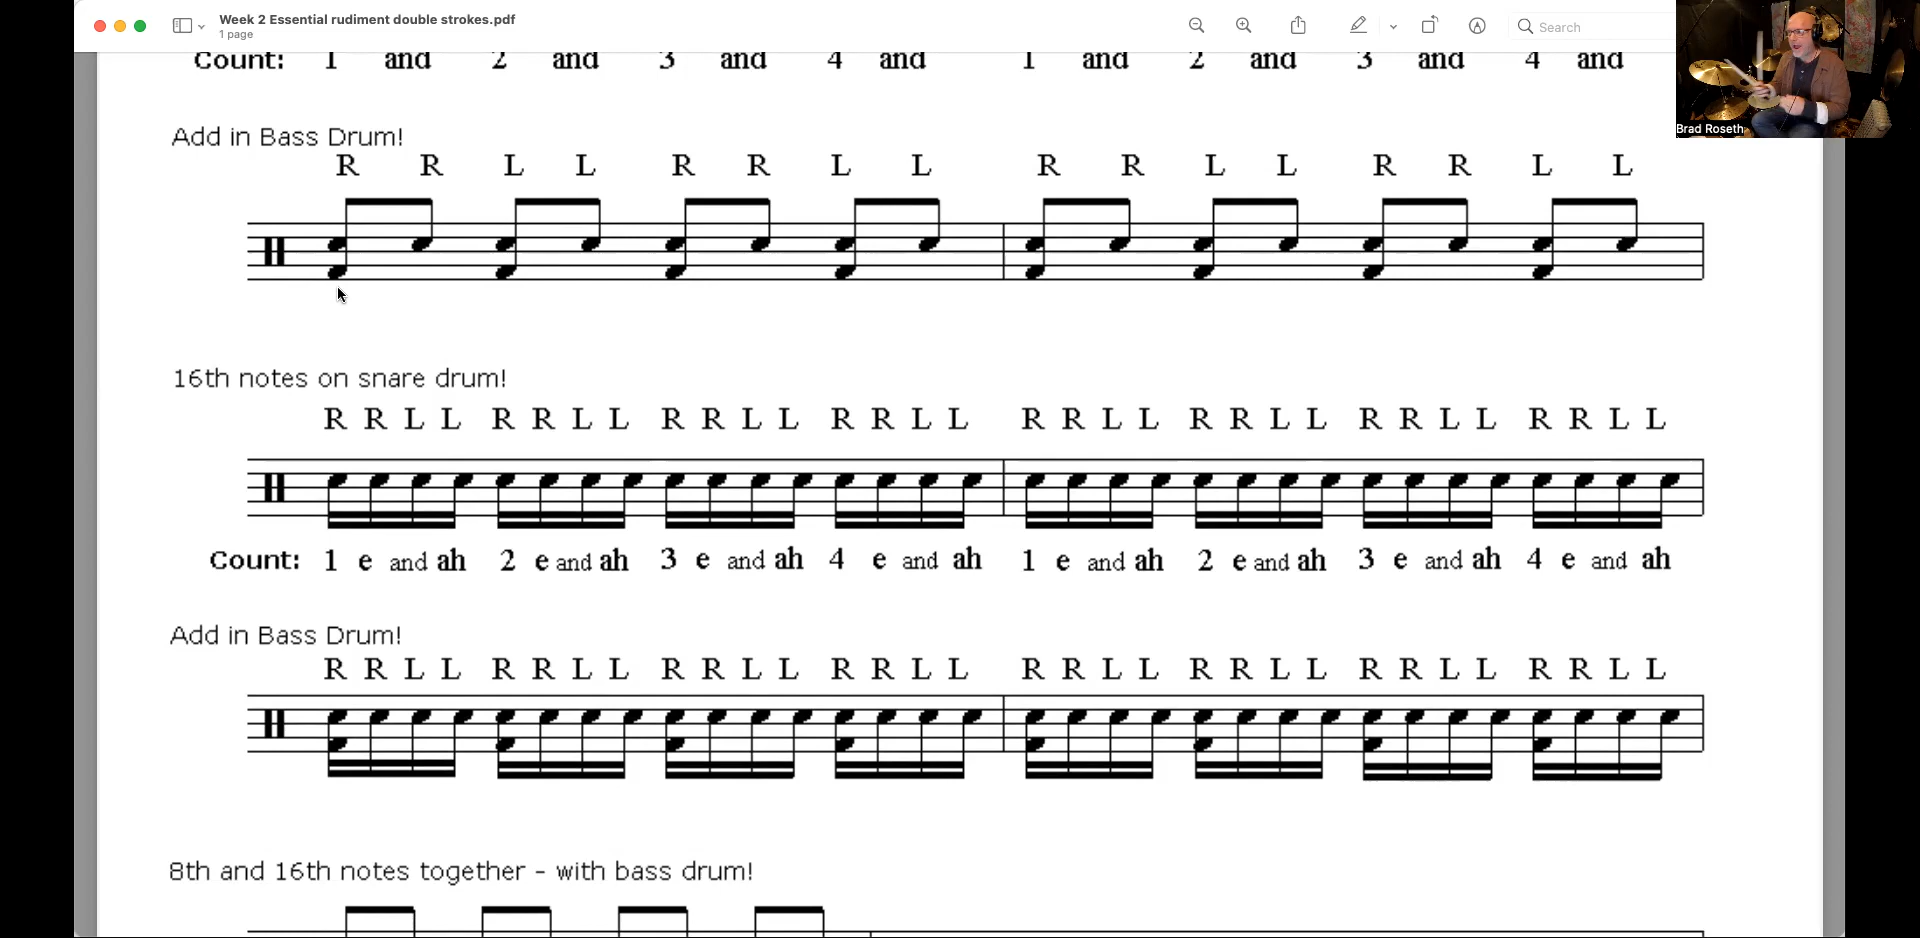 Week 2 Essential rudiment double strokes.pdf
1 page
Search
Brad Roseth
Count: 1 and 2 and 3 and 4 and 1 and 2 and 3 and 4 and
Add in Bass Drum!
R R L L R R L L R R L L R R L L
16th notes on snare drum!
R R L L R R L L R R L L R R L L R R L L R R L L R R L L R R L L
Count: 1 e and ah 2 e and ah 3 e and ah 4 e and ah 1 e and ah 2 e and ah 3 e and ah 4 e and ah
Add in Bass Drum!
R R L L R R L L R R L L R R L L R R L L R R L L R R L L R R L L
8th and 16th notes together - with bass drum!